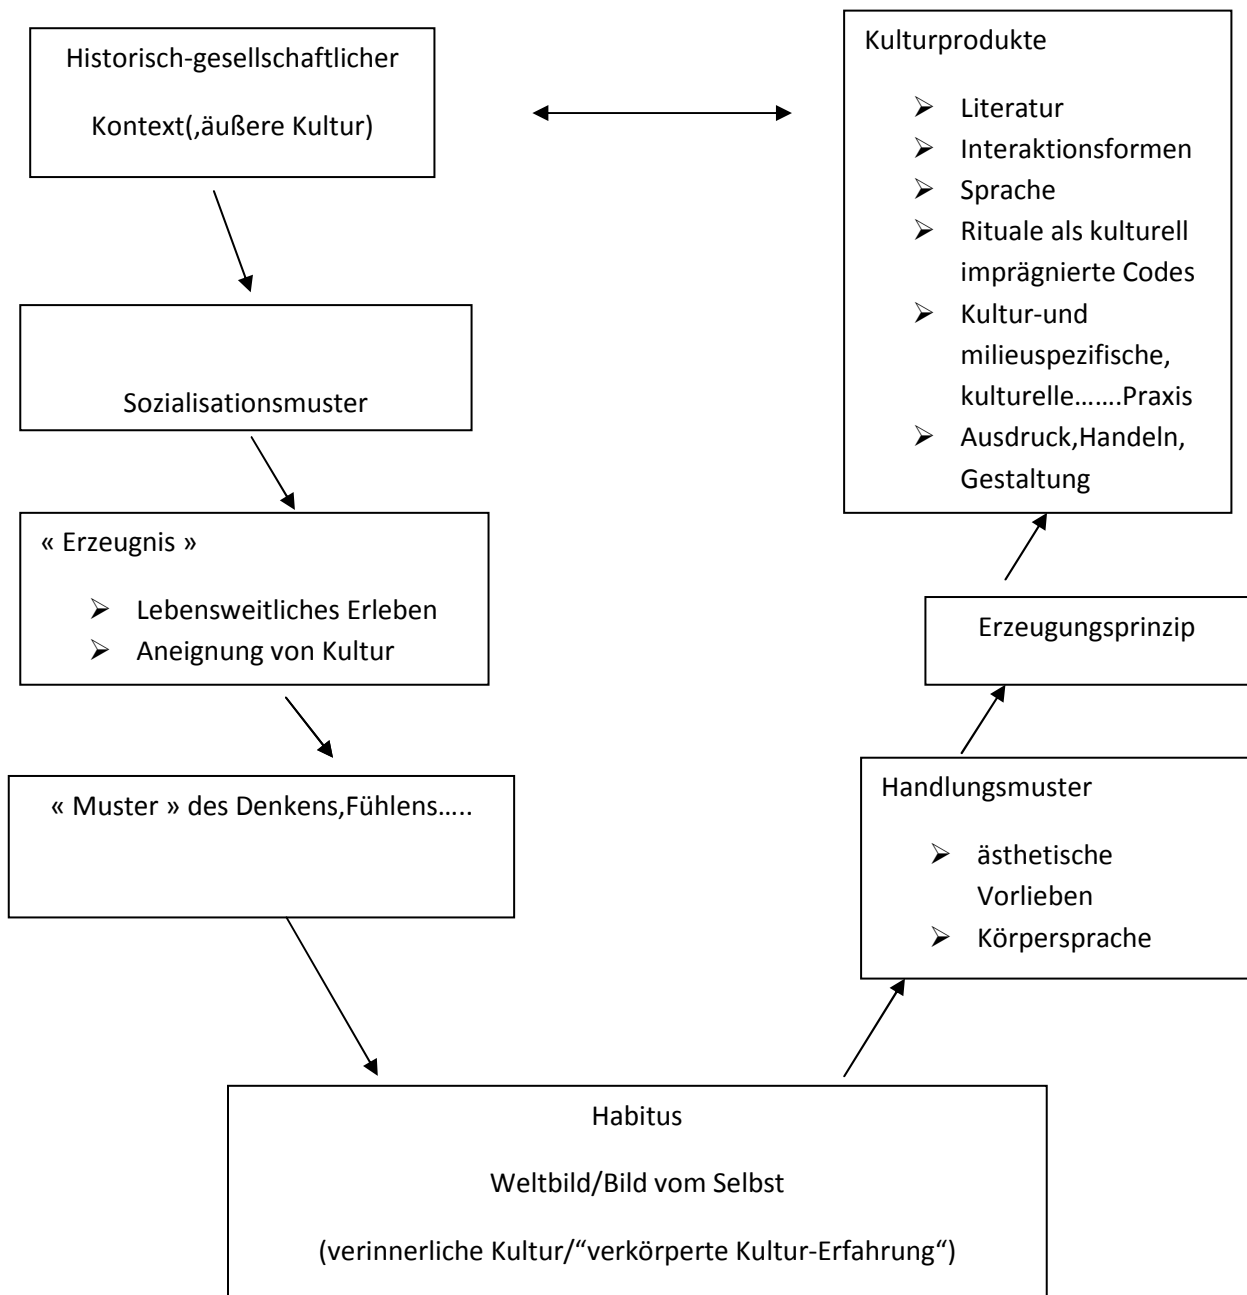 Historisch-gesellschaftlicher
Kontext(,äußere Kultur)
Sozialisationsmuster
« Erzeugnis »
➢ Lebensweitliches Erleben
➢ Aneignung von Kultur
« Muster » des Denkens,Fühlens…..
Habitus
Weltbild/Bild vom Selbst
(verinnerliche Kultur/“verkörperte Kultur-Erfahrung“)
Handlungsmuster
➢ ästhetische
Vorlieben
➢ Körpersprache
Erzeugungsprinzip
Kulturprodukte
➢ Literatur
➢ Interaktionsformen
➢ Sprache
➢ Rituale als kulturell
imprägnierte Codes
➢ Kultur-und
milieuspezifische,
kulturelle…….Praxis
➢ Ausdruck,Handeln,
Gestaltung